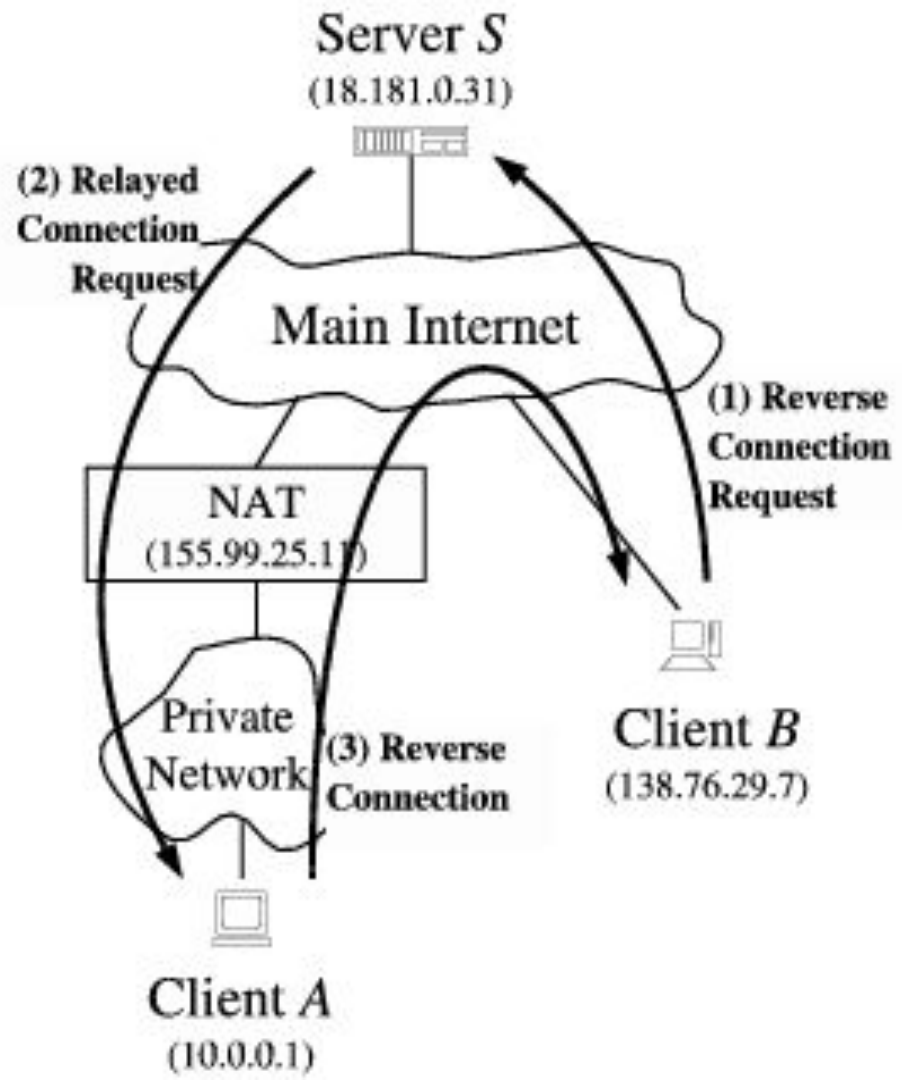 Server S
(18.181.0.31)
(2) Relayed
Connection
Request
Main Internet
(1) Reverse
Connection
Request
NAT
(155.99.25.11)
Private
Network
(3) Reverse
Connection
Client B
(138.76.29.7)
Client A
(10.0.0.1)